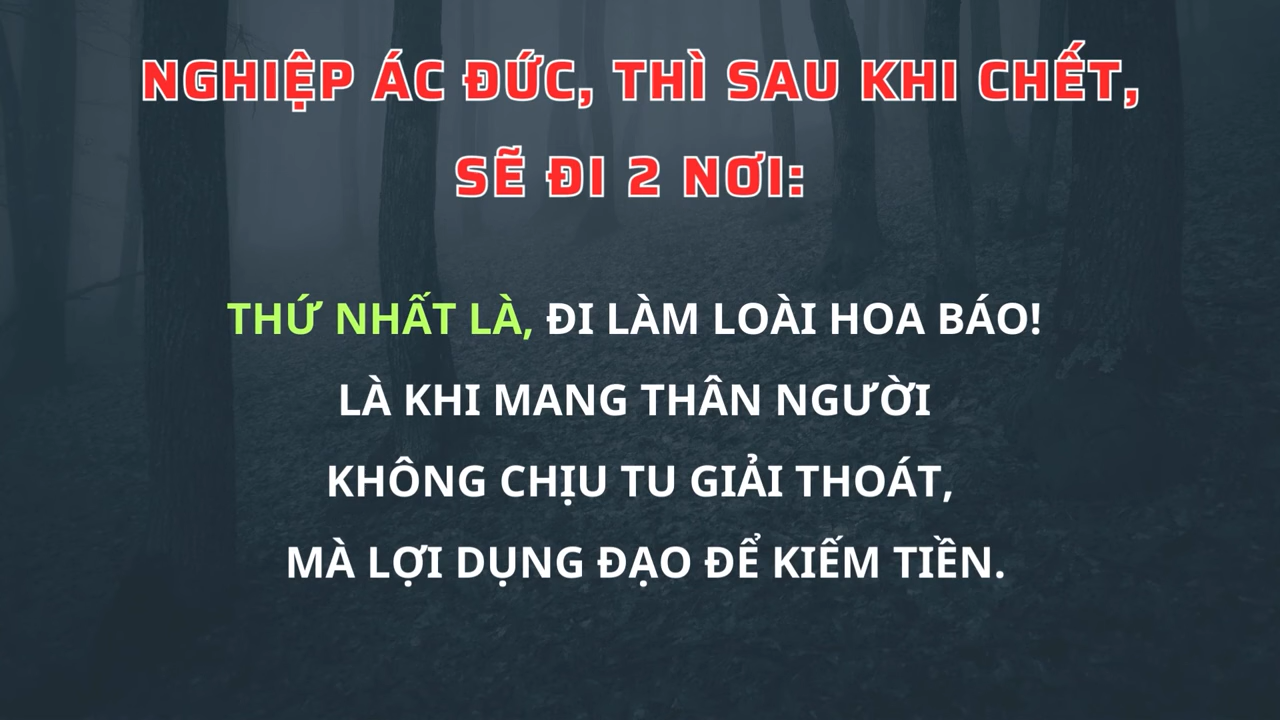 NGHIỆP ÁC ĐỨC, THÌ SAU KHI CHẾT,
SẼ ĐI 2 NƠI:
THỨ NHẤT LÀ, ĐI LÀM LOÀI HOA BÁO!
LÀ KHI MANG THÂN NGƯỜI
KHÔNG CHỊU TU GIẢI THOÁT,
MÀ LỢI DỤNG ĐẠO ĐỂ KIẾM TIỀN.